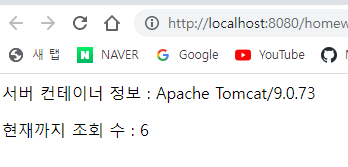 http://localhost:8080/homew
새 탭 NAVER Google YouTube
서버 컨테이너 정보 : Apache Tomcat/9.0.73
현재까지 조회 수 : 6